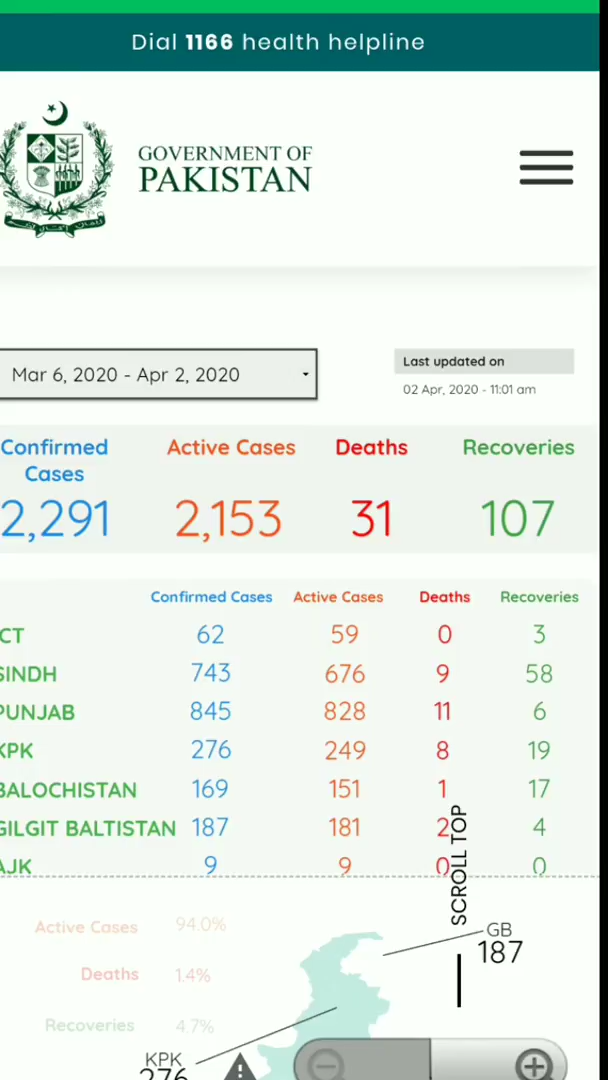 Dial 1166 health helpline
GOVERNMENT OF
PAKISTAN
Mar 6, 2020 - Apr 2, 2020
Last updated on
02 Apr, 2020 - 11:01 am
Confirmed Cases Active Cases Deaths Recoveries
2,291 2,153 31 107
Confirmed Cases Active Cases Deaths Recoveries
ICT 62 59 0 3
SINDH 743 676 9 58
PUNJAB 845 828 11 6
KPK 276 249 8 19
BALOCHISTAN 169 151 1 17
GILGIT BALTISTAN 187 181 2 4
AJK 9 9 0 0
SCROLL TOP
Active Cases 94.0%
Deaths 1.4%
Recoveries 4.7%
GB
187
KPK
276